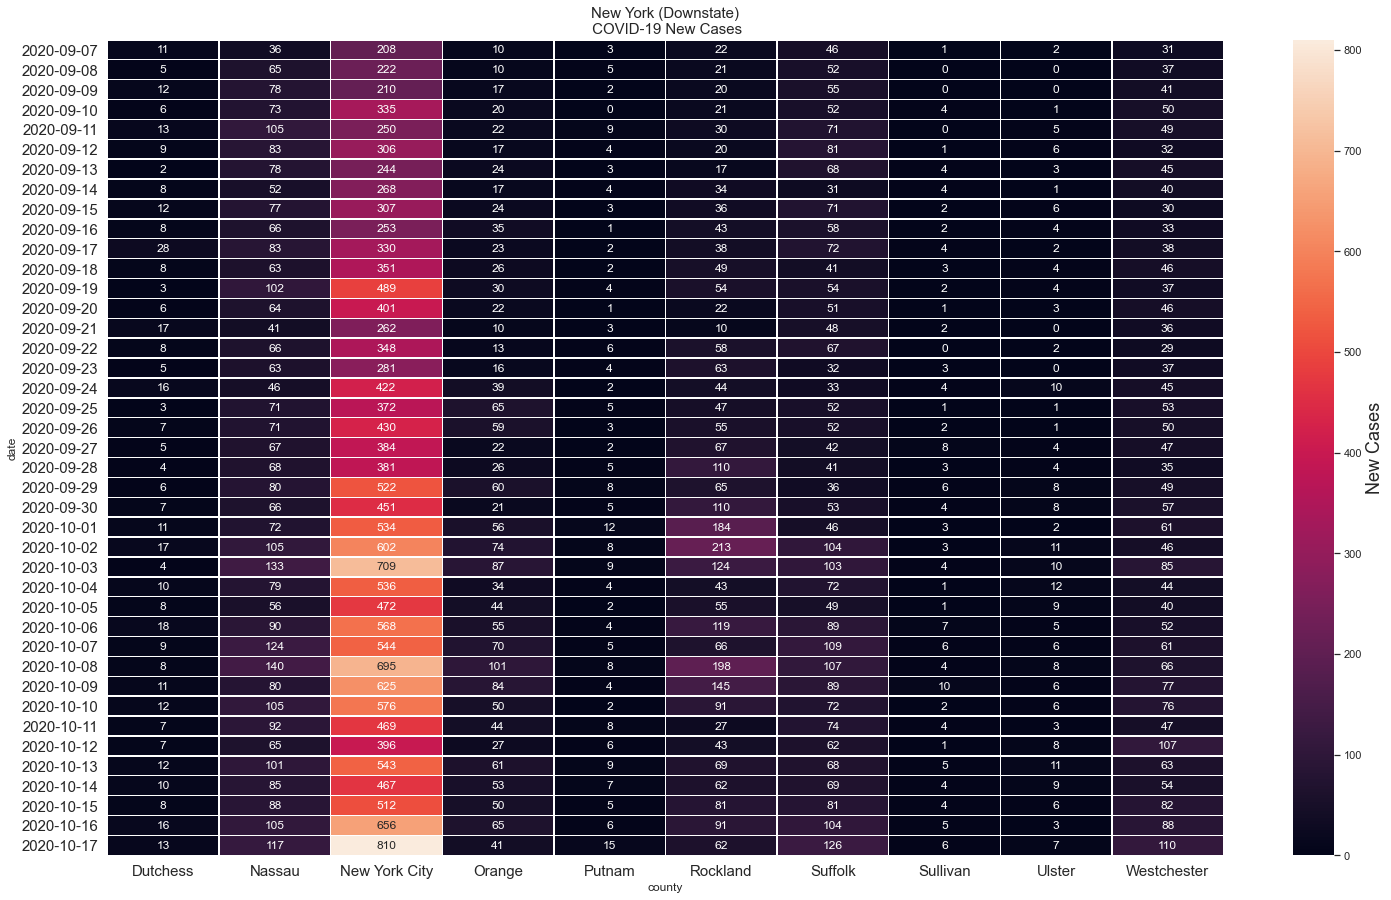 New York (Downstate)
COVID-19 New Cases
2020-09-07 11 36 208 10 3 22 46 1 2 31
2020-09-08 5 65 222 10 5 21 52 0 0 37
2020-09-09 12 78 210 17 2 20 55 0 0 41
2020-09-10 6 73 335 20 0 21 52 4 1 50
2020-09-11 13 105 250 22 9 30 71 0 5 49
2020-09-12 9 83 306 17 4 20 81 1 6 32
2020-09-13 2 78 244 24 3 17 68 4 3 45
2020-09-14 8 52 268 17 4 34 31 4 1 40
2020-09-15 12 77 307 24 3 36 71 2 6 30
2020-09-16 8 66 253 35 1 43 58 2 4 33
2020-09-17 28 83 330 23 2 38 72 4 2 38
2020-09-18 8 63 351 26 2 49 41 3 4 46
2020-09-19 3 102 489 30 4 54 54 2 4 37
2020-09-20 6 64 401 22 1 22 51 1 3 46
2020-09-21 17 41 262 10 3 10 48 2 0 36
2020-09-22 8 66 348 13 6 58 67 0 2 29
2020-09-23 5 63 281 16 4 63 32 3 0 37
2020-09-24 16 46 422 39 2 44 33 4 10 45
2020-09-25 3 71 372 65 5 47 52 1 1 53
2020-09-26 7 71 430 59 3 55 52 2 1 50
2020-09-27 5 67 384 22 2 67 42 8 4 47
2020-09-28 4 68 381 26 5 110 41 3 4 35
2020-09-29 6 80 522 60 8 65 36 6 8 49
2020-09-30 7 66 451 21 5 110 53 4 8 57
2020-10-01 11 72 534 56 12 184 46 3 2 61
2020-10-02 17 105 602 74 8 213 104 3 11 46
2020-10-03 4 133 709 87 9 124 103 4 10 85
2020-10-04 10 79 536 34 4 43 72 1 12 44
2020-10-05 8 56 472 44 2 55 49 1 9 40
2020-10-06 18 90 568 55 4 119 89 7 5 52
2020-10-07 9 124 544 70 5 66 109 6 6 61
2020-10-08 8 140 695 101 8 198 107 4 8 66
2020-10-09 11 80 625 84 4 145 89 10 6 77
2020-10-10 12 105 576 50 2 91 72 2 6 76
2020-10-11 7 92 469 44 8 27 74 4 3 47
2020-10-12 7 65 396 27 6 43 62 1 8 107
2020-10-13 12 101 543 61 9 69 68 5 11 63
2020-10-14 10 85 467 53 7 62 69 4 9 54
2020-10-15 8 88 512 50 5 81 81 4 6 82
2020-10-16 16 105 656 65 6 91 104 5 3 88
2020-10-17 13 117 810 41 15 62 126 6 7 110
Dutchess Nassau New York City Orange Putnam Rockland Suffolk Sullivan Ulster Westchester
county
date
800
700
600
500
400
300
200
100
0
New Cases